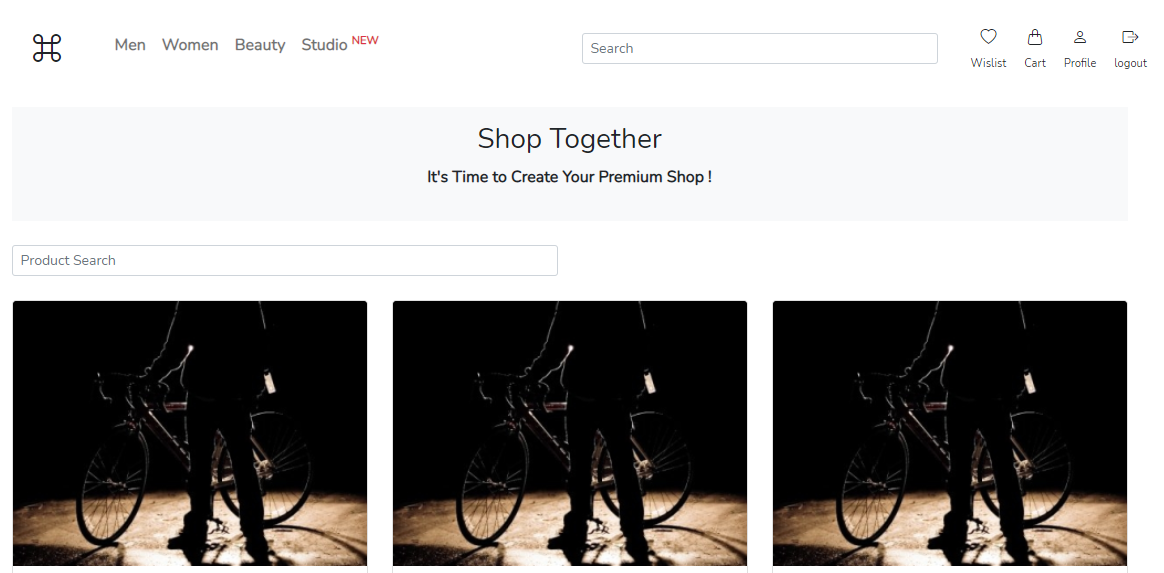 Men Women Beauty Studio NEW Search Wislist Cart Profile logout
Shop Together
It's Time to Create Your Premium Shop !
Product Search